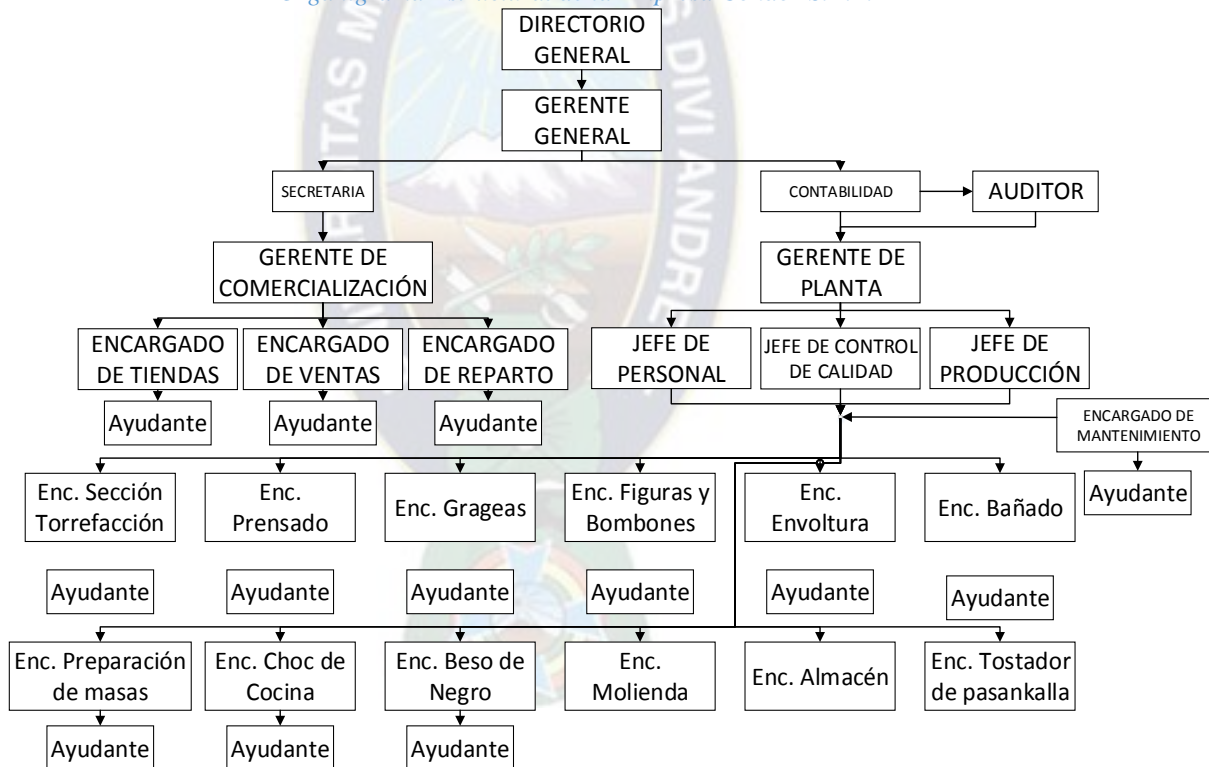 DIRECTORIO
GENERAL
GERENTE
GENERAL
SECRETARIA
CONTABILIDAD
AUDITOR
GERENTE DE
COMERCIALIZACIÓN
GERENTE DE
PLANTA
ENCARGADO
DE TIENDAS
ENCARGADO
DE VENTAS
ENCARGADO
DE REPARTO
JEFE DE
PERSONAL
JEFE DE CONTROL
DE CALIDAD
JEFE DE
PRODUCCIÓN
Ayudante
Ayudante
Ayudante
ENCARGADO DE
MANTENIMIENTO
Ayudante
Enc. Sección
Torrefacción
Enc.
Prensado
Enc. Grageas
Enc. Figuras y
Bombones
Enc.
Envoltura
Enc. Bañado
Ayudante
Ayudante
Ayudante
Ayudante
Ayudante
Ayudante
Enc. Preparación
de masas
Enc. Choc de
Cocina
Enc. Beso de
Negro
Enc.
Molienda
Enc. Almacén
Enc. Tostador
de pasankalla
Ayudante
Ayudante
Ayudante
DIVI ANDRE